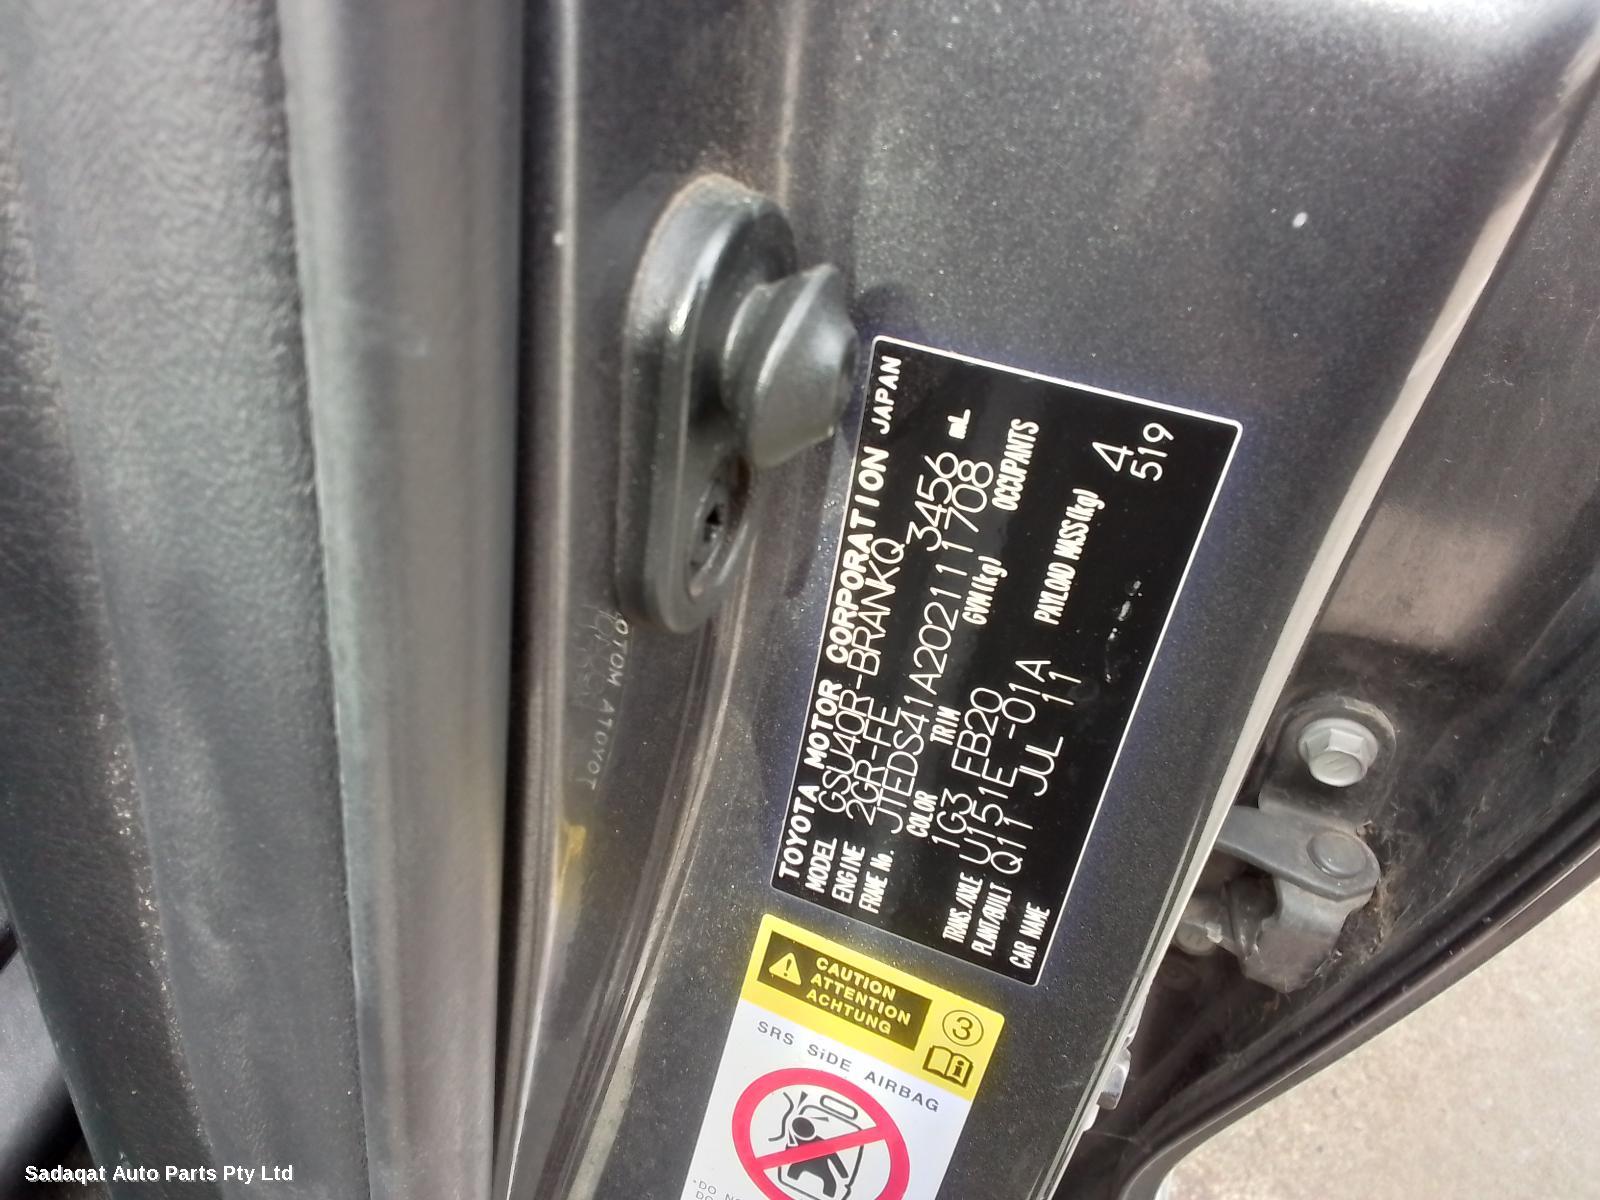 TOYOTA MOTOR CORPORATION JAPAN
MODEL GSU40R-BRANKQ
ENGINE 2GR-FE 3456 mL
FRAME No. JTEDS41A202111708
COLOR TRIM GVM(kg) OCCUPANTS
1G3 FB20
TRANS./AXLE U151E -01A
PLANT/BUILT Q11 JUL 11 PAYLOAD MASS(kg) 4
CAR NAME 519
CAUTION
ATTENTION
ACHTUNG
3
SRS SiDE AIRBAG
Sadaqat Auto Parts Pty Ltd